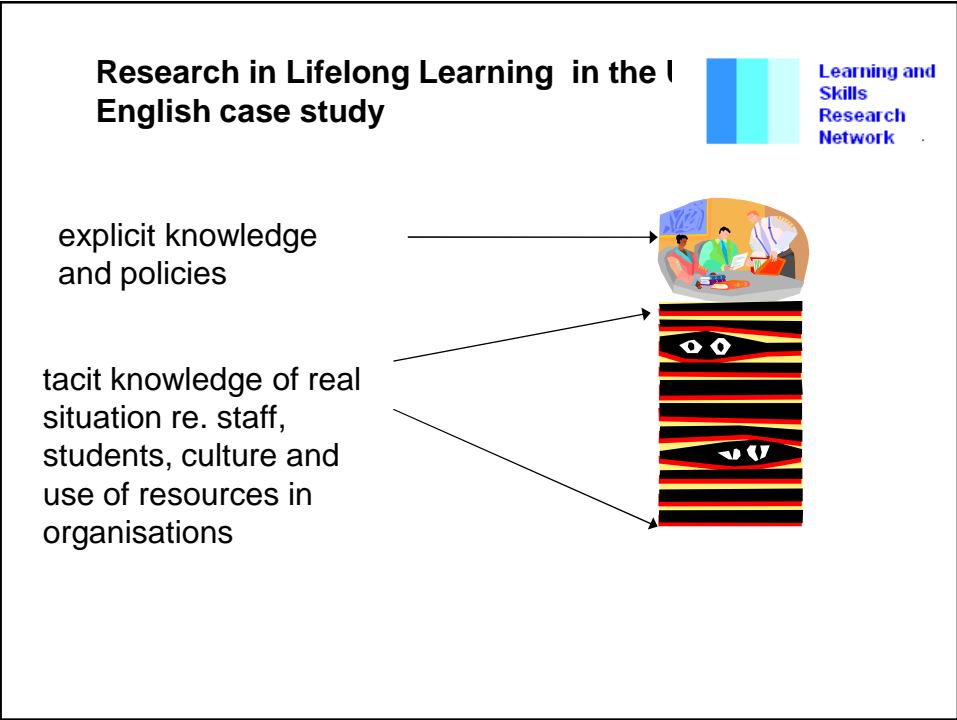 Research in Lifelong Learning in the
English case study
Learning and
Skills
Research
Network
explicit knowledge
and policies
tacit knowledge of real
situation re. staff,
students, culture and
use of resources in
organisations